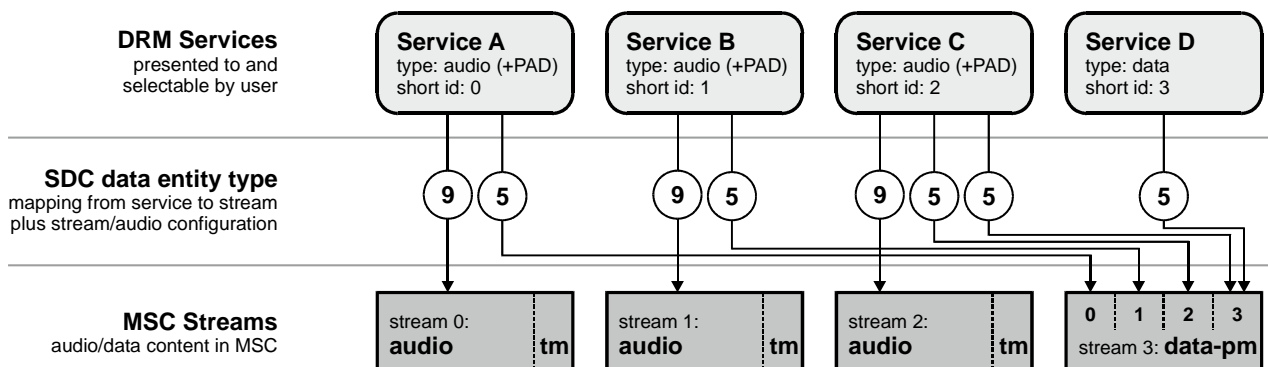 DRM Services
presented to and
selectable by user
Service A
type: audio (+PAD)
short id: 0
Service B
type: audio (+PAD)
short id: 1
Service C
type: audio (+PAD)
short id: 2
Service D
type: data
short id: 3
SDC data entity type
mapping from service to stream
plus stream/audio configuration
9 5 9 5 9 5 5 5
MSC Streams
audio/data content in MSC
stream 0:
audio tm
stream 1:
audio tm
stream 2:
audio tm
0 1 2 3
stream 3: data-pm